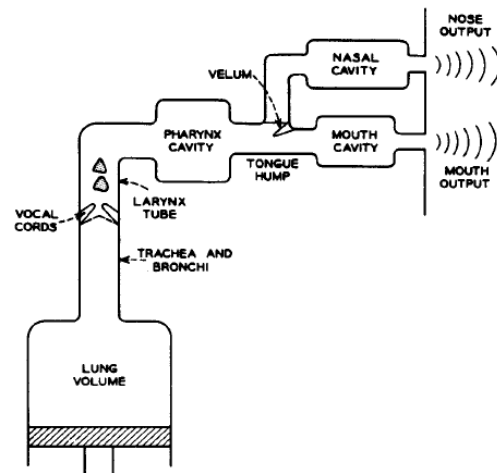 NOSE
OUTPUT
NASAL
CAVITY
VELUM
PHARYNX
CAVITY
MOUTH
CAVITY
TONGUE
HUMP
MOUTH
OUTPUT
LARYNX
TUBE
VOCAL
CORDS
TRACHEA AND
BRONCHI
LUNG
VOLUME